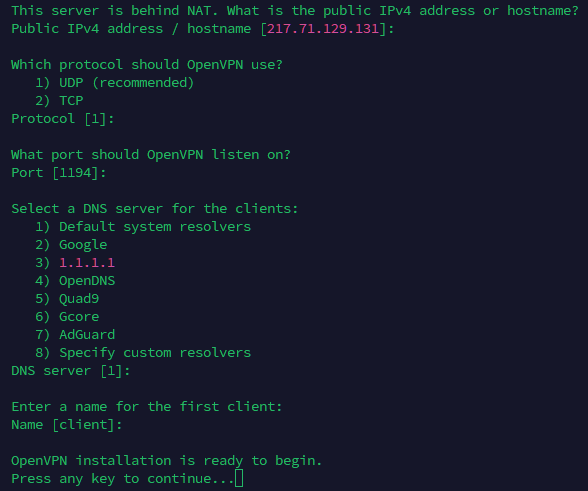 This server is behind NAT. What is the public IPv4 address or hostname?
Public IPv4 address / hostname [217.71.129.131]:
Which protocol should OpenVPN use?
1) UDP (recommended)
2) TCP
Protocol [1]:
What port should OpenVPN listen on?
Port [1194]:
Select a DNS server for the clients:
1) Default system resolvers
2) Google
3) 1.1.1.1
4) OpenDNS
5) Quad9
6) Gcore
7) AdGuard
8) Specify custom resolvers
DNS server [1]:
Enter a name for the first client:
Name [client]:
OpenVPN installation is ready to begin.
Press any key to continue...